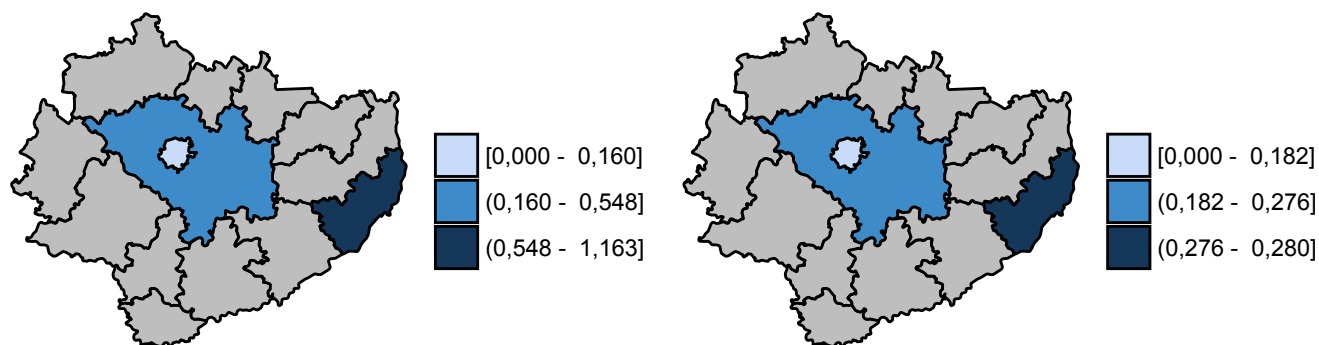 [0,000 - 0,160]
(0,160 - 0,548]
(0,548 - 1,163]
[0,000 - 0,182]
(0,182 - 0,276]
(0,276 - 0,280]